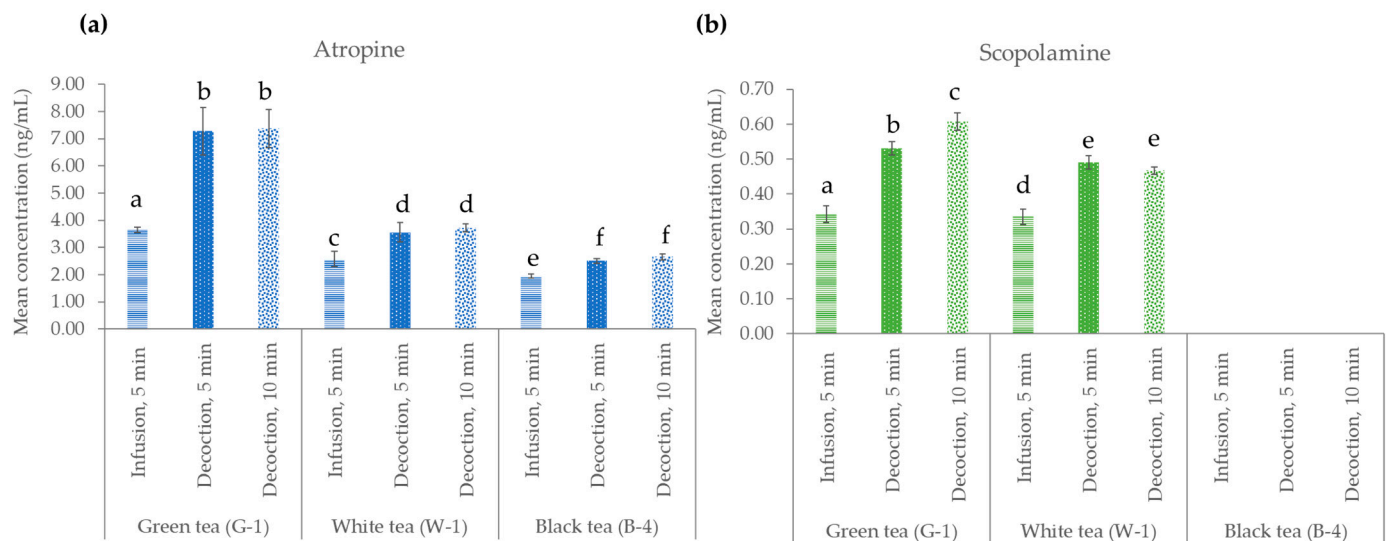 (a)
Atropine
Mean concentration (ng/mL)
9.00
8.00
7.00
6.00
5.00
4.00
3.00
2.00
1.00
0.00
a
b
b
c
d
d
e
f
f
Infusion, 5 min
Decoction, 5 min
Decoction, 10 min
Infusion, 5 min
Decoction, 5 min
Decoction, 10 min
Infusion, 5 min
Decoction, 5 min
Decoction, 10 min
Green tea (G-1)
White tea (W-1)
Black tea (B-4)
(b)
Scopolamine
Mean concentration (ng/mL)
0.70
0.60
0.50
0.40
0.30
0.20
0.10
0.00
a
b
c
d
e
e
Infusion, 5 min
Decoction, 5 min
Decoction, 10 min
Infusion, 5 min
Decoction, 5 min
Decoction, 10 min
Infusion, 5 min
Decoction, 5 min
Decoction, 10 min
Green tea (G-1)
White tea (W-1)
Black tea (B-4)